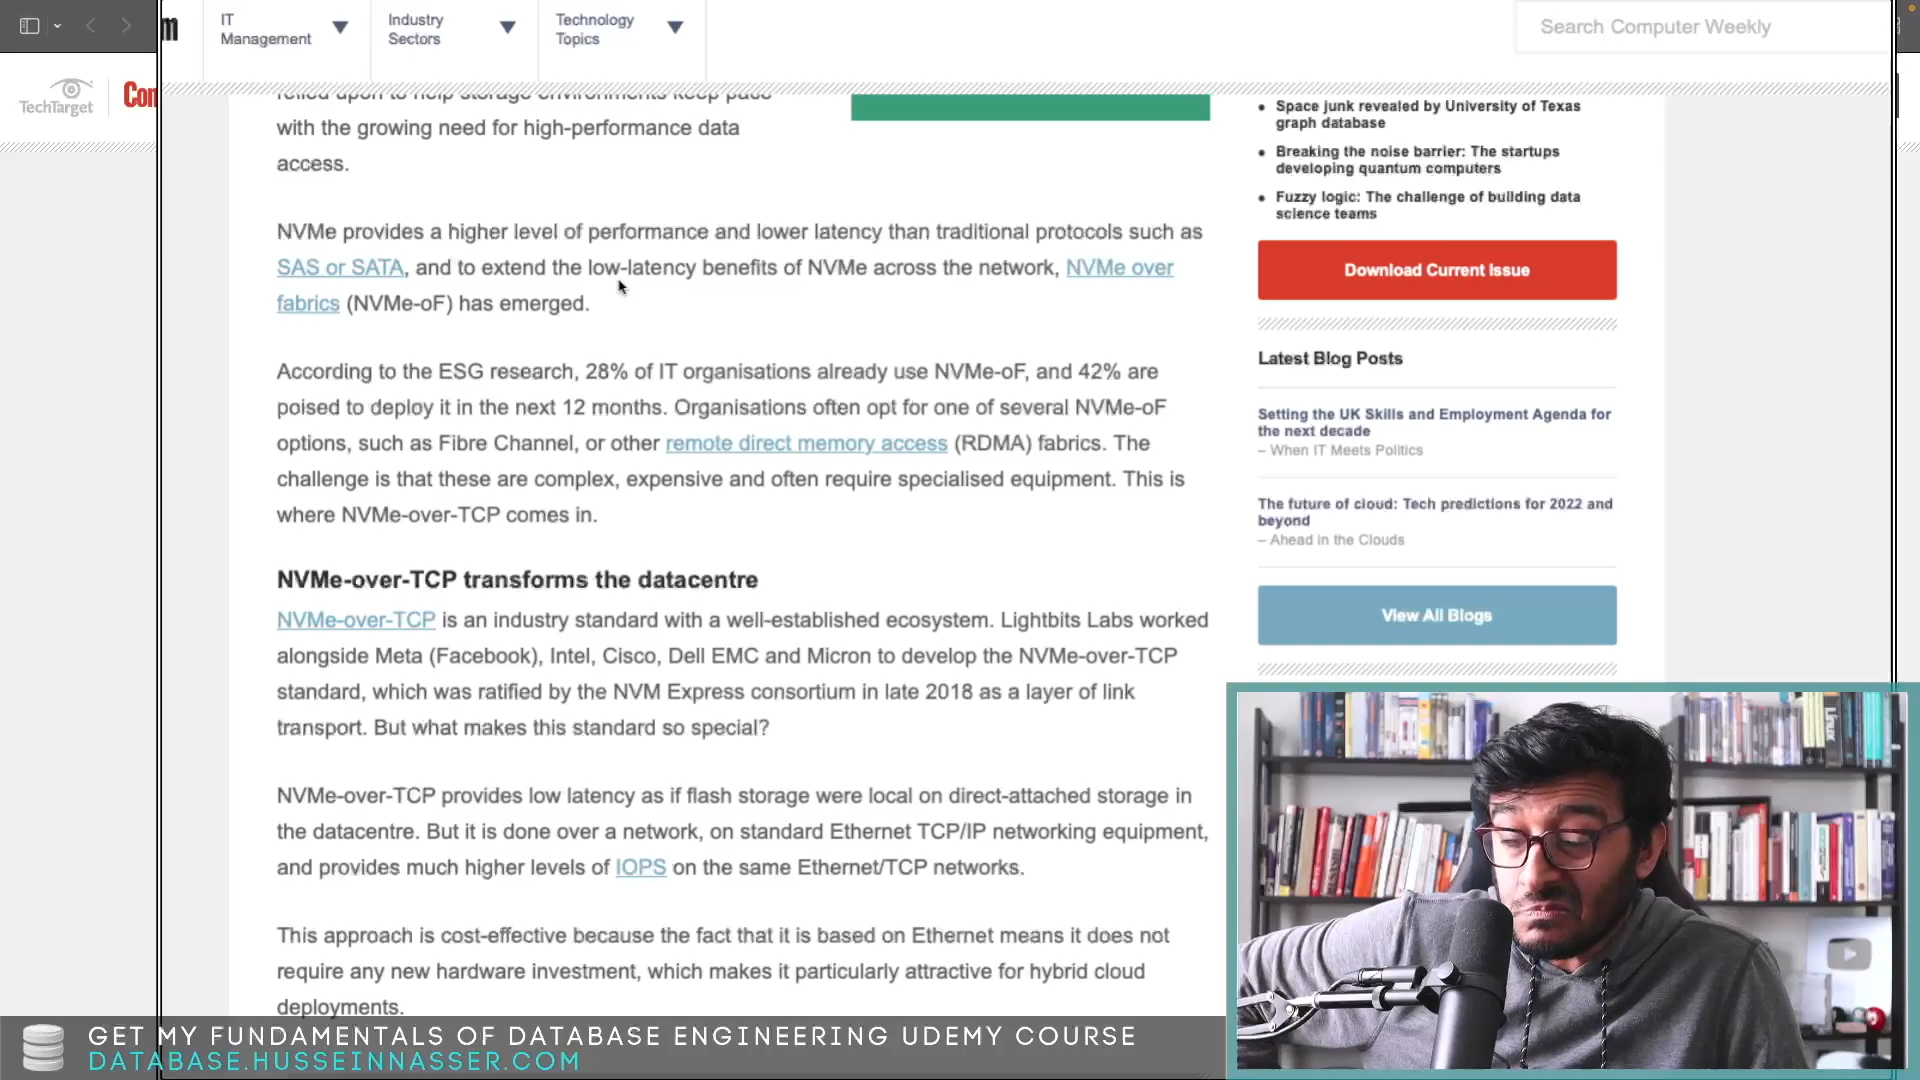 TechTarget
Com
m
IT
Management
Industry
Sectors
Technology
Topics
Search Computer Weekly
relied upon to help storage environments keep pace
with the growing need for high-performance data
access.
NVMe provides a higher level of performance and lower latency than traditional protocols such as
SAS or SATA, and to extend the low-latency benefits of NVMe across the network, NVMe over
fabrics (NVMe-oF) has emerged.
According to the ESG research, 28% of IT organisations already use NVMe-oF, and 42% are
poised to deploy it in the next 12 months. Organisations often opt for one of several NVMe-oF
options, such as Fibre Channel, or other remote direct memory access (RDMA) fabrics. The
challenge is that these are complex, expensive and often require specialised equipment. This is
where NVMe-over-TCP comes in.
NVMe-over-TCP transforms the datacentre
NVMe-over-TCP is an industry standard with a well-established ecosystem. Lightbits Labs worked
alongside Meta (Facebook), Intel, Cisco, Dell EMC and Micron to develop the NVMe-over-TCP
standard, which was ratified by the NVM Express consortium in late 2018 as a layer of link
transport. But what makes this standard so special?
NVMe-over-TCP provides low latency as if flash storage were local on direct-attached storage in
the datacentre. But it is done over a network, on standard Ethernet TCP/IP networking equipment,
and provides much higher levels of IOPS on the same Ethernet/TCP networks.
This approach is cost-effective because the fact that it is based on Ethernet means it does not
require any new hardware investment, which makes it particularly attractive for hybrid cloud
deployments.
Space junk revealed by University of Texas
graph database
Breaking the noise barrier: The startups
developing quantum computers
Fuzzy logic: The challenge of building data
science teams
Download Current Issue
Latest Blog Posts
Setting the UK Skills and Employment Agenda for
the next decade
– When IT Meets Politics
The future of cloud: Tech predictions for 2022 and
beyond
– Ahead in the Clouds
View All Blogs
GET MY FUNDAMENTALS OF DATABASE ENGINEERING UDEMY COURSE
DATABASE.HUSSEINNASSER.COM